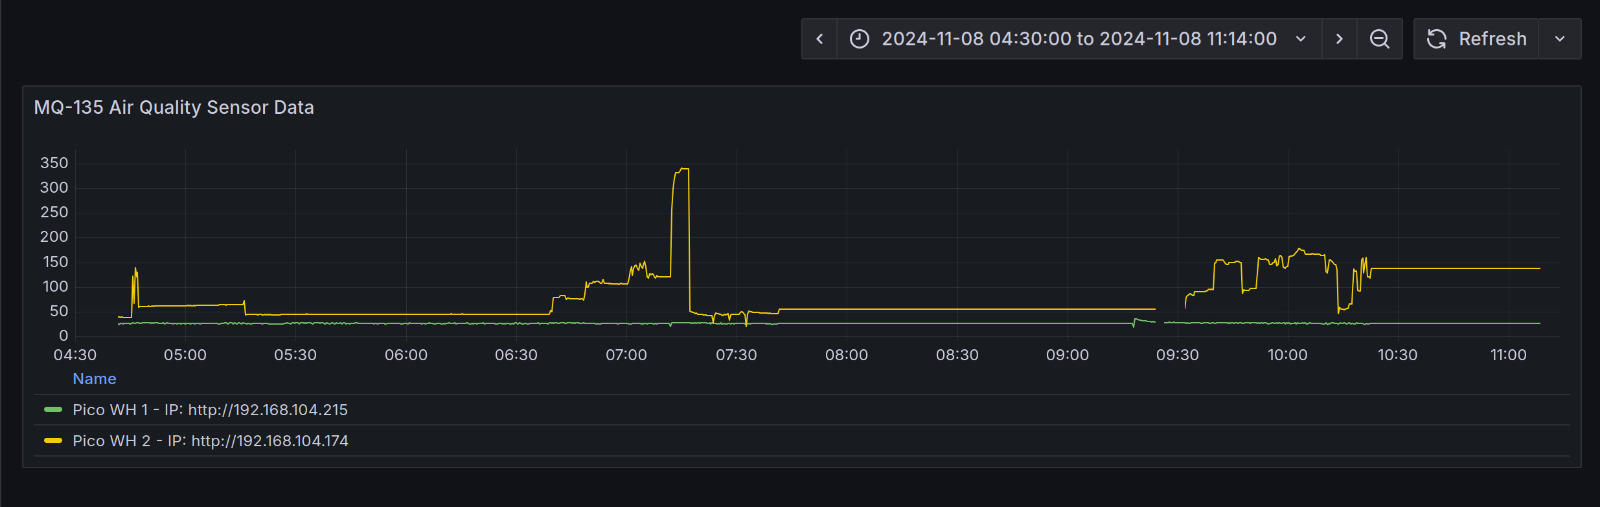 2024-11-08 04:30:00 to 2024-11-08 11:14:00 Refresh
MQ-135 Air Quality Sensor Data
350
300
250
200
150
100
50
0
04:30 05:00 05:30 06:00 06:30 07:00 07:30 08:00 08:30 09:00 09:30 10:00 10:30 11:00
Name
Pico WH 1 - IP: http://192.168.104.215
Pico WH 2 - IP: http://192.168.104.174